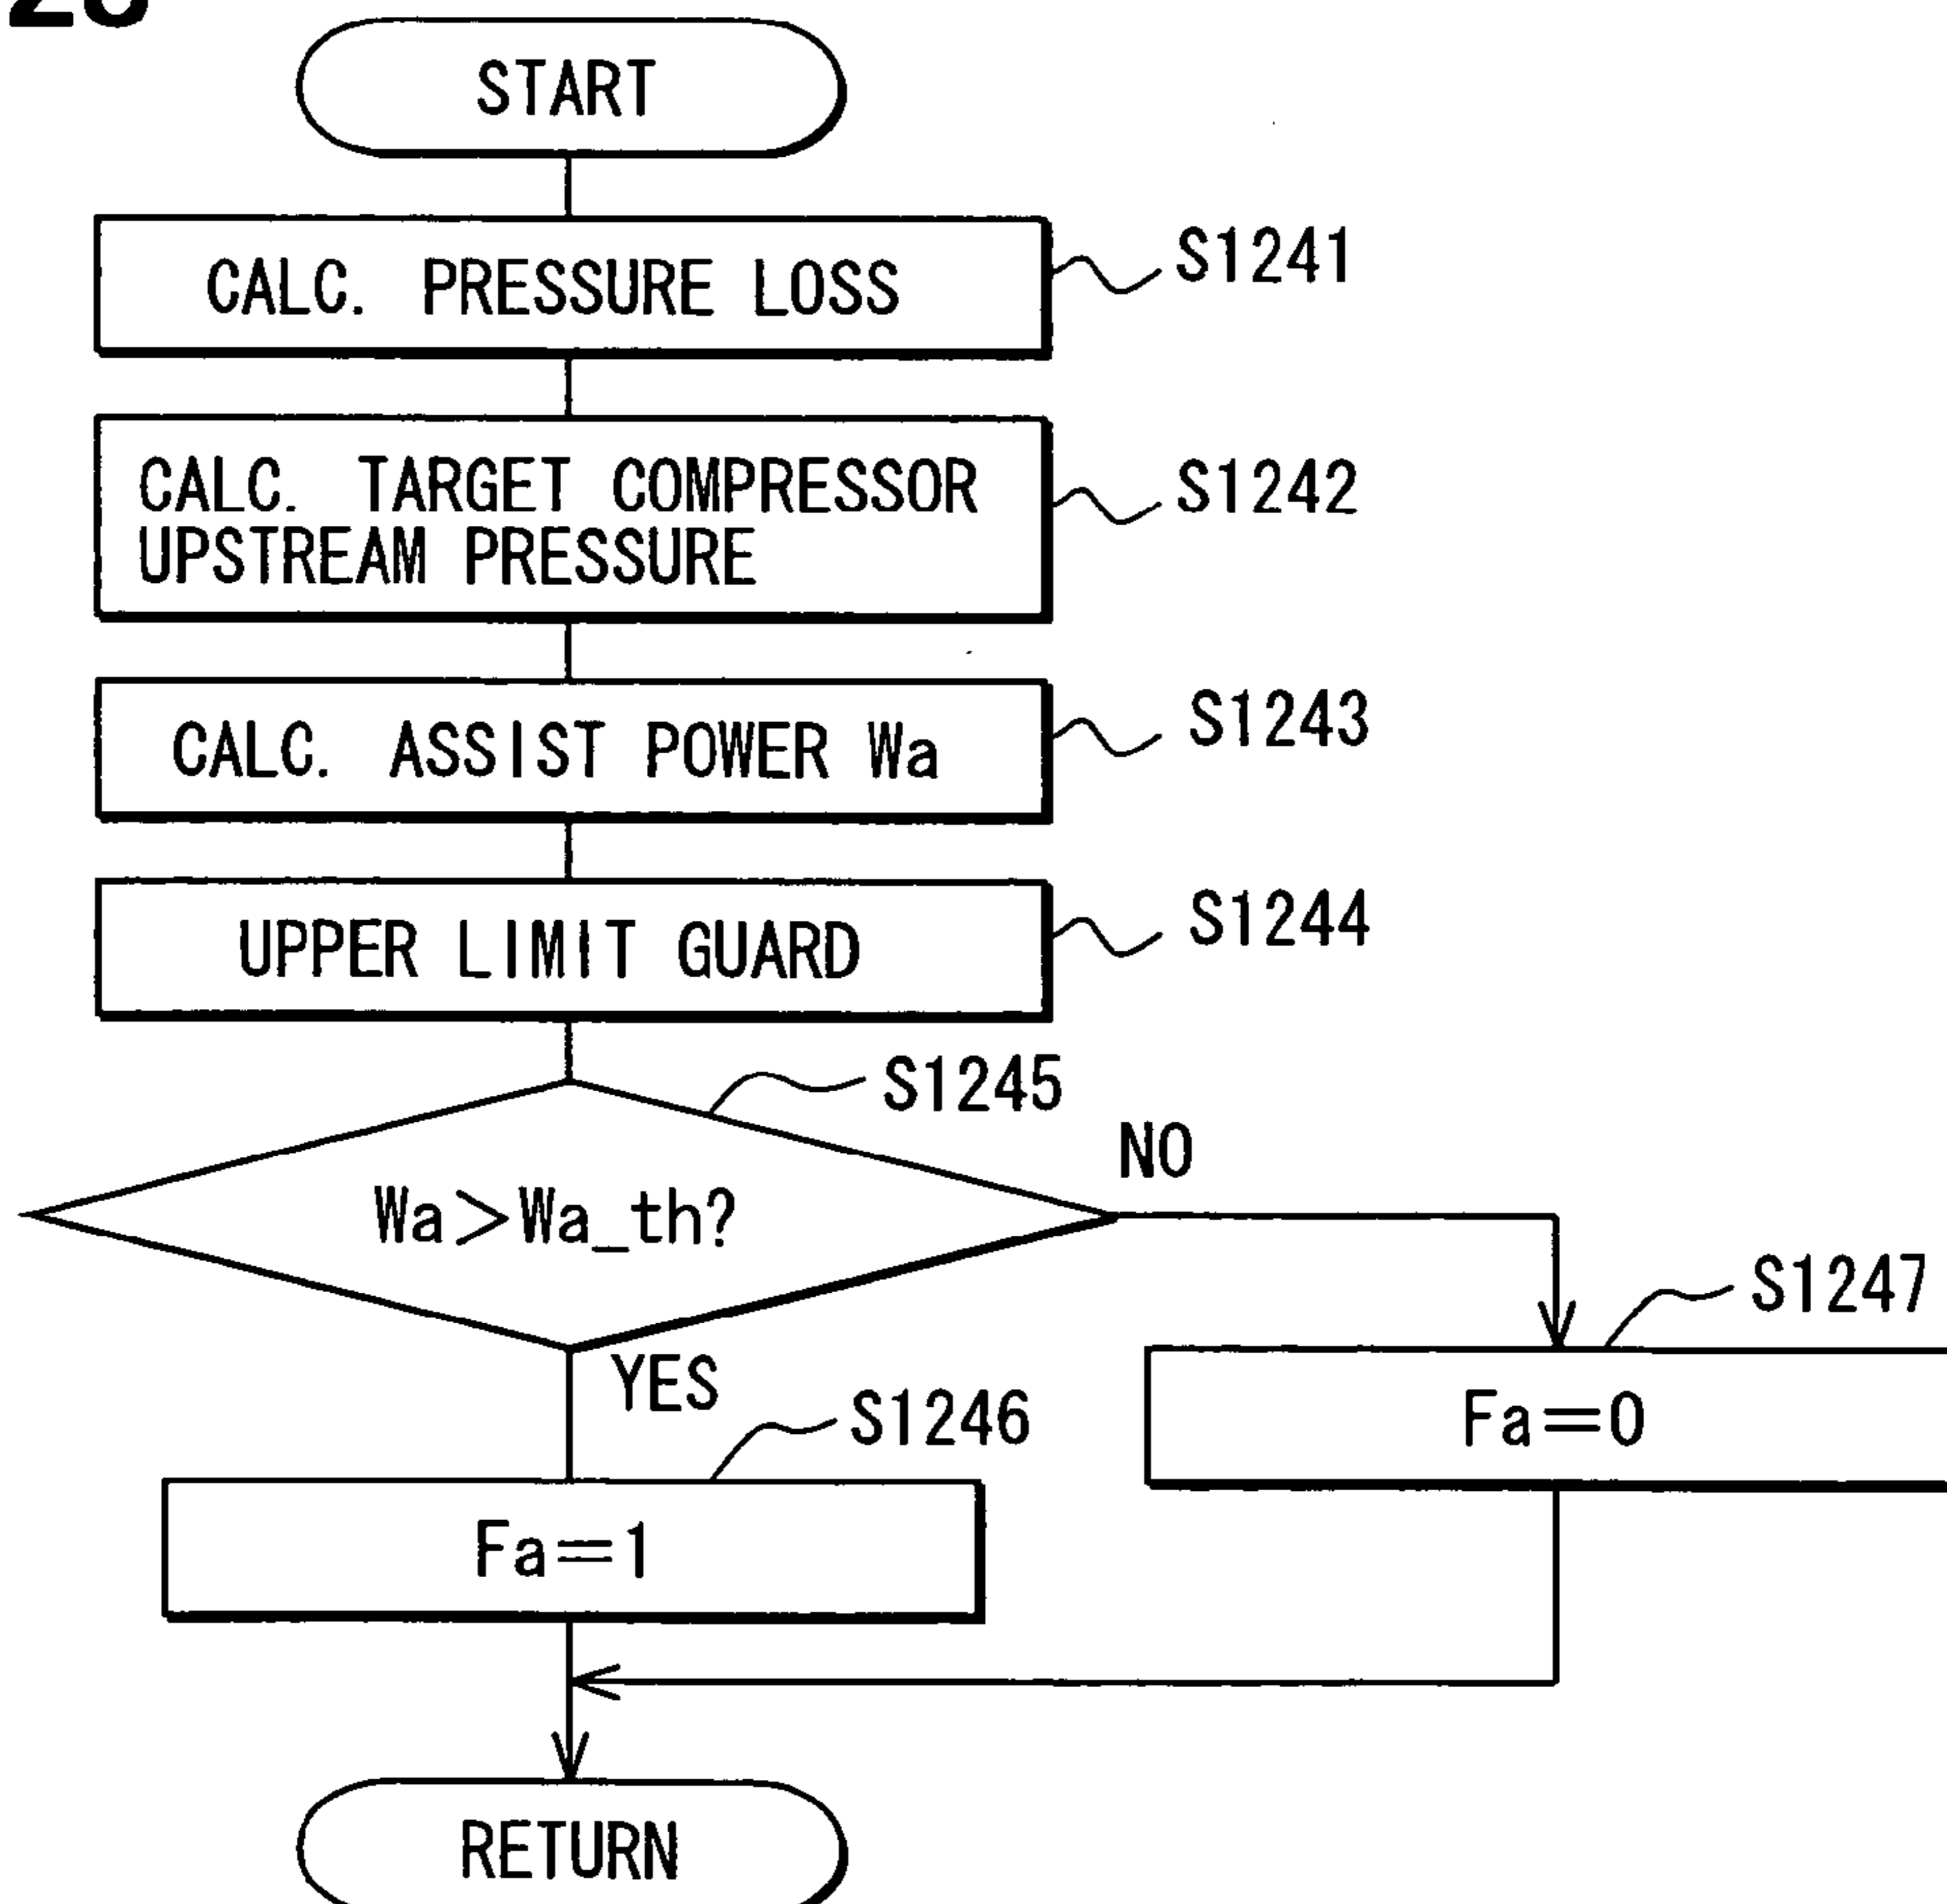 START
CALC. PRESSURE LOSS
S1241
CALC. TARGET COMPRESSOR
UPSTREAM PRESSURE
S1242
CALC. ASSIST POWER Wa
S1243
UPPER LIMIT GUARD
S1244
S1245
Wa>Wa_th?
NO
YES
S1247
Fa=0
S1246
Fa=1
RETURN